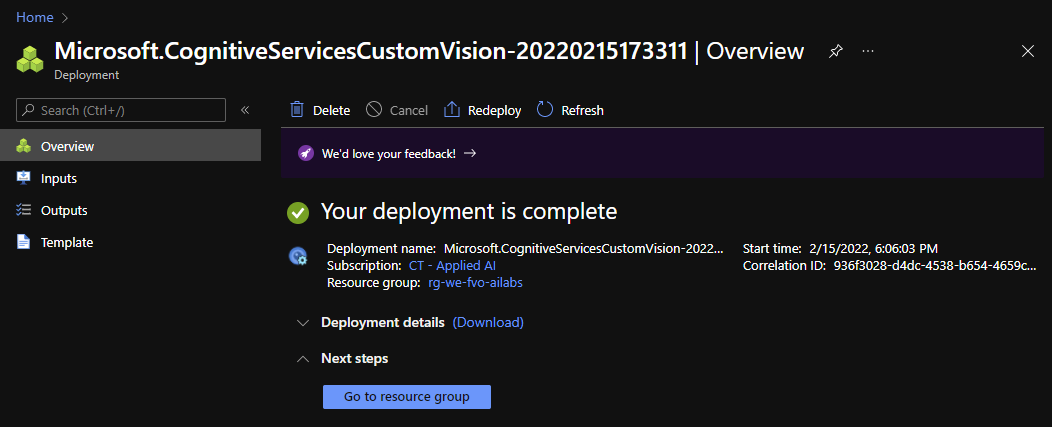 Home
Microsoft.CognitiveServicesCustomVision-20220215173311 | Overview
Deployment
Search (Ctrl+/)
Delete Cancel Redeploy Refresh
Overview
Inputs
Outputs
Template
We'd love your feedback!
Your deployment is complete
Deployment name: Microsoft.CognitiveServicesCustomVision-2022...
Subscription: CT - Applied AI
Resource group: rg-we-fvo-ailabs
Start time: 2/15/2022, 6:06:03 PM
Correlation ID: 936f3028-d4dc-4538-b654-4659c...
Deployment details (Download)
Next steps
Go to resource group